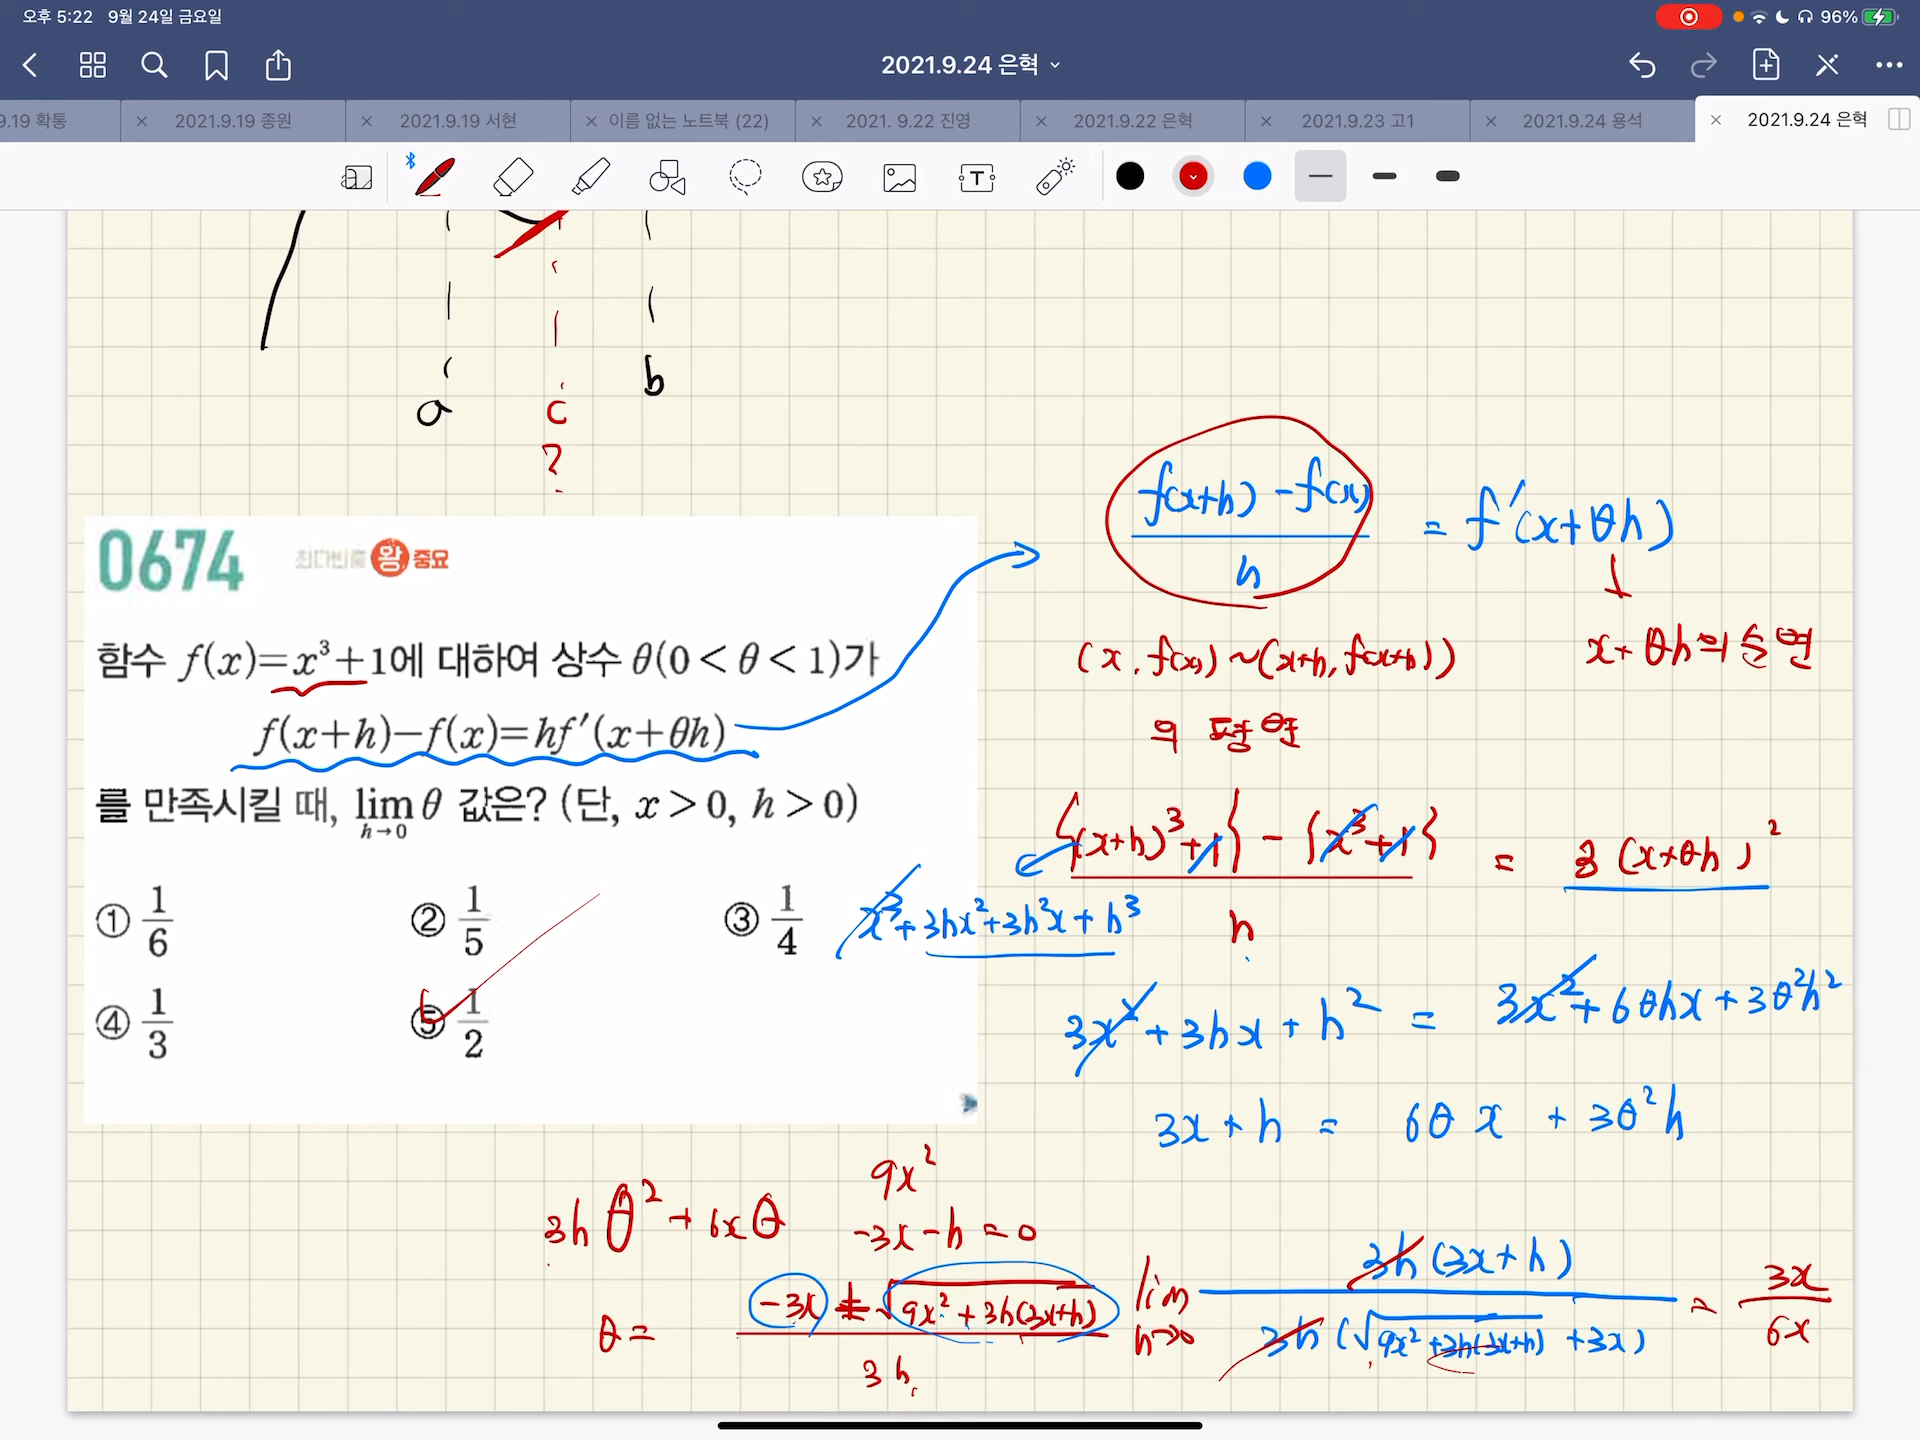 오후 5:22 9월 24일 금요일
96%
2021.9.24 은혁
9.19 확통
2021.9.19 종원
2021.9.19 서현
이름 없는 노트북 (22)
2021. 9.22 진영
2021.9.22 은혁
2021.9.23 고1
2021.9.24 용석
2021.9.24 은혁
a
c
b
?
0674 최다빈출 왕 중요
함수 f(x)=x³+1에 대하여 상수 θ(0<θ<1)가
f(x+h)−f(x)=hf′(x+θh)
를 만족시킬 때, lim θ 값은? (단, x>0, h>0)
h→0
① 1/6 ② 1/5 ③ 1/4
④ 1/3 ⑤ 1/2
(f(x+h) - f(x))/h = f′(x+θh)
(x, f(x)) ~ (x+h, f(x+h))
의 평변
x+θh의 순변
({(x+h)³+1} - {x³+1})/h = 3(x+θh)²
x³+3hx²+3h²x+h³
3x²+3hx+h² = 3x²+6θhx+3θ²h²
3x+h = 6θx + 3θ²h
9x²
3hθ²+6xθ -3x-h=0
θ = (-3x ± √(9x²+3h(3x+h)))/3h
lim h→0 3h(3x+h)/(3h(√(9x²+3h(3x+h)) +3x)) = 3x/6x